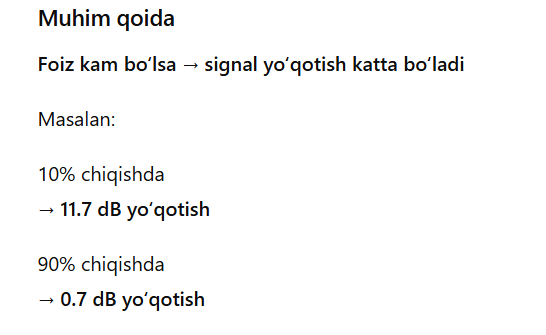 Muhim qoida
Foiz kam bo‘lsa → signal yo‘qotish katta bo‘ladi
Masalan:
10% chiqishda
→ 11.7 dB yo‘qotish
90% chiqishda
→ 0.7 dB yo‘qotish